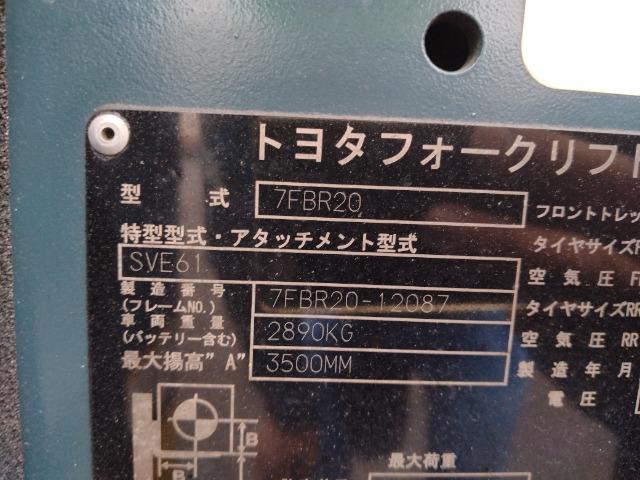 トヨタフォークリフト
型式 7FBR20 フロントトレッ
特型型式・アタッチメント型式 タイヤサイズF
SVE61 空気圧 F
製造番号 (フレームNO.) 7FBR20-12087 タイヤサイズRR
車両重量 (バッテリー含む) 2890KG 空気圧 RR
最大揚高"A" 3500MM 製造年月
電圧
B
B
最大荷重